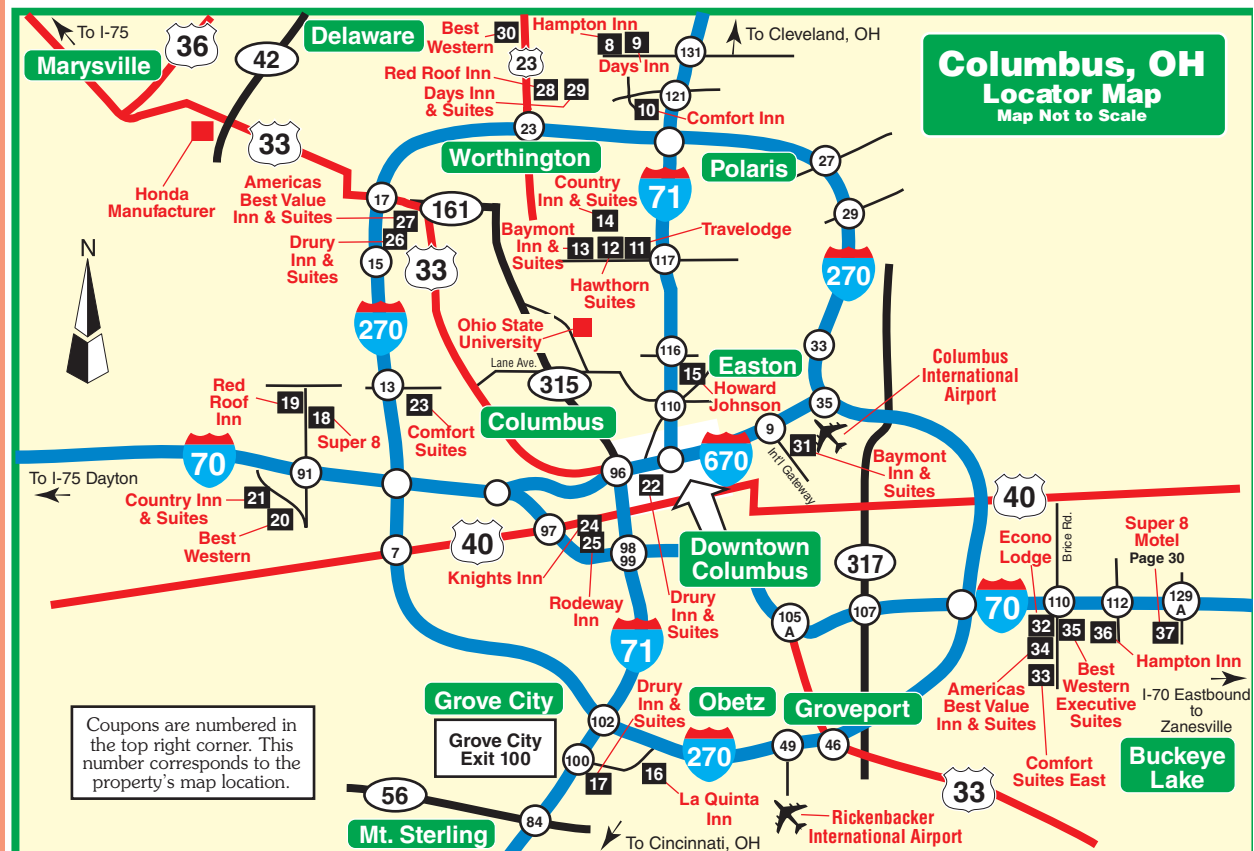 Columbus, OH
Locator Map
Map Not to Scale
To I-75
Marysville
36
42
Delaware
Best
Western
30
23
Hampton Inn
8
9
Days Inn
131
To Cleveland, OH
Red Roof Inn
28
29
Days Inn
& Suites
10
121
Comfort Inn
33
23
Worthington
Polaris
27
Honda
Manufacturer
Americas
Best Value
Inn & Suites
27
17
161
Country
Inn & Suites
14
71
29
Drury
Inn &
Suites
26
15
33
Baymont
Inn &
Suites
13
12
11
Travelodge
117
Hawthorn
Suites
270
N
270
Ohio State
University
Lane Ave.
315
116
15
Howard
Johnson
Easton
33
Columbus
International
Airport
Red
Roof
Inn
19
18
Super 8
13
23
Comfort
Suites
Columbus
110
35
9
31
Int'l Gateway
Baymont
Inn &
Suites
70
To I-75 Dayton
91
96
670
22
Country Inn
& Suites
21
20
Best
Western
40
7
40
97
24
25
Knights Inn
Rodeway
Inn
98
99
Drury
Inn &
Suites
Downtown
Columbus
317
Econo
Lodge
Brice Rd.
Super 8
Motel
Page 30
105
A
107
70
110
112
129
A
32
34
33
35
36
37
Hampton Inn
Americas
Best Value
Inn & Suites
Best
Western
Executive
Suites
I-70 Eastbound
to
Zanesville
Comfort
Suites East
Buckeye
Lake
71
Drury
Inn &
Suites
Grove City
Obetz
Groveport
102
Grove City
Exit 100
100
17
16
La Quinta
Inn
270
49
46
33
Rickenbacker
International Airport
Coupons are numbered in
the top right corner. This
number corresponds to the
property's map location.
56
Mt. Sterling
84
To Cincinnati, OH